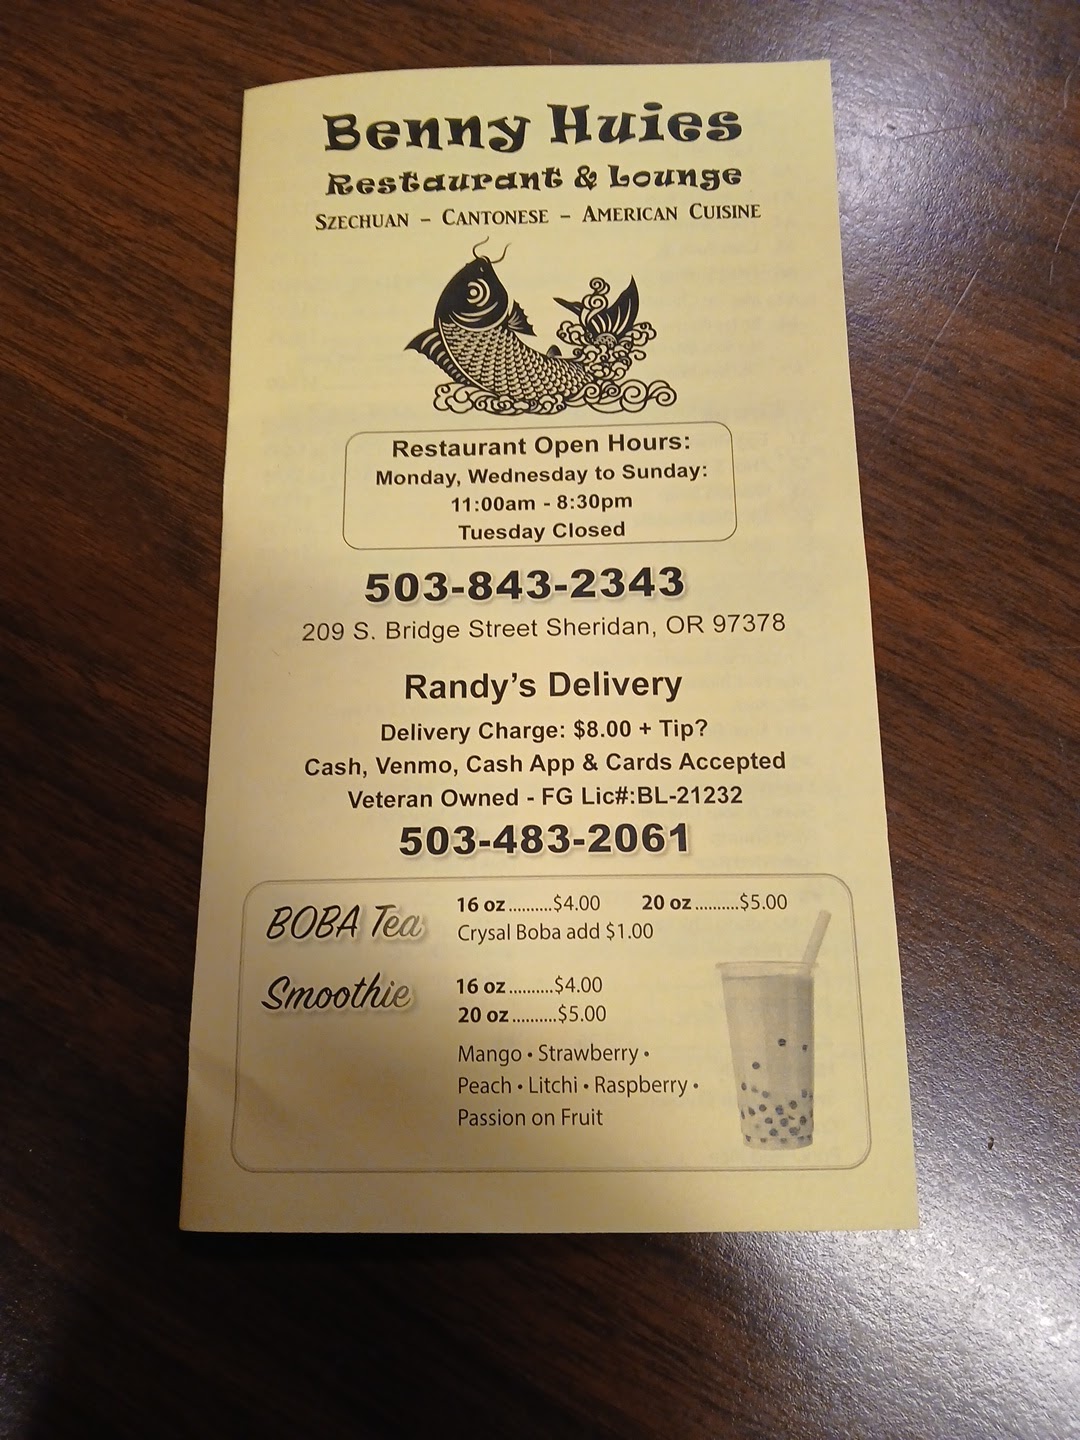 Benny Huies
Restaurant & Lounge
SZECHUAN – CANTONESE – AMERICAN CUISINE
Restaurant Open Hours:
Monday, Wednesday to Sunday:
11:00am - 8:30pm
Tuesday Closed
503-843-2343
209 S. Bridge Street Sheridan, OR 97378
Randy's Delivery
Delivery Charge: $8.00 + Tip?
Cash, Venmo, Cash App & Cards Accepted
Veteran Owned - FG Lic#:BL-21232
503-483-2061
BOBA Tea 16 oz..........$4.00 20 oz..........$5.00
Crysal Boba add $1.00
Smoothie 16 oz..........$4.00
20 oz..........$5.00
Mango • Strawberry •
Peach • Litchi • Raspberry •
Passion on Fruit